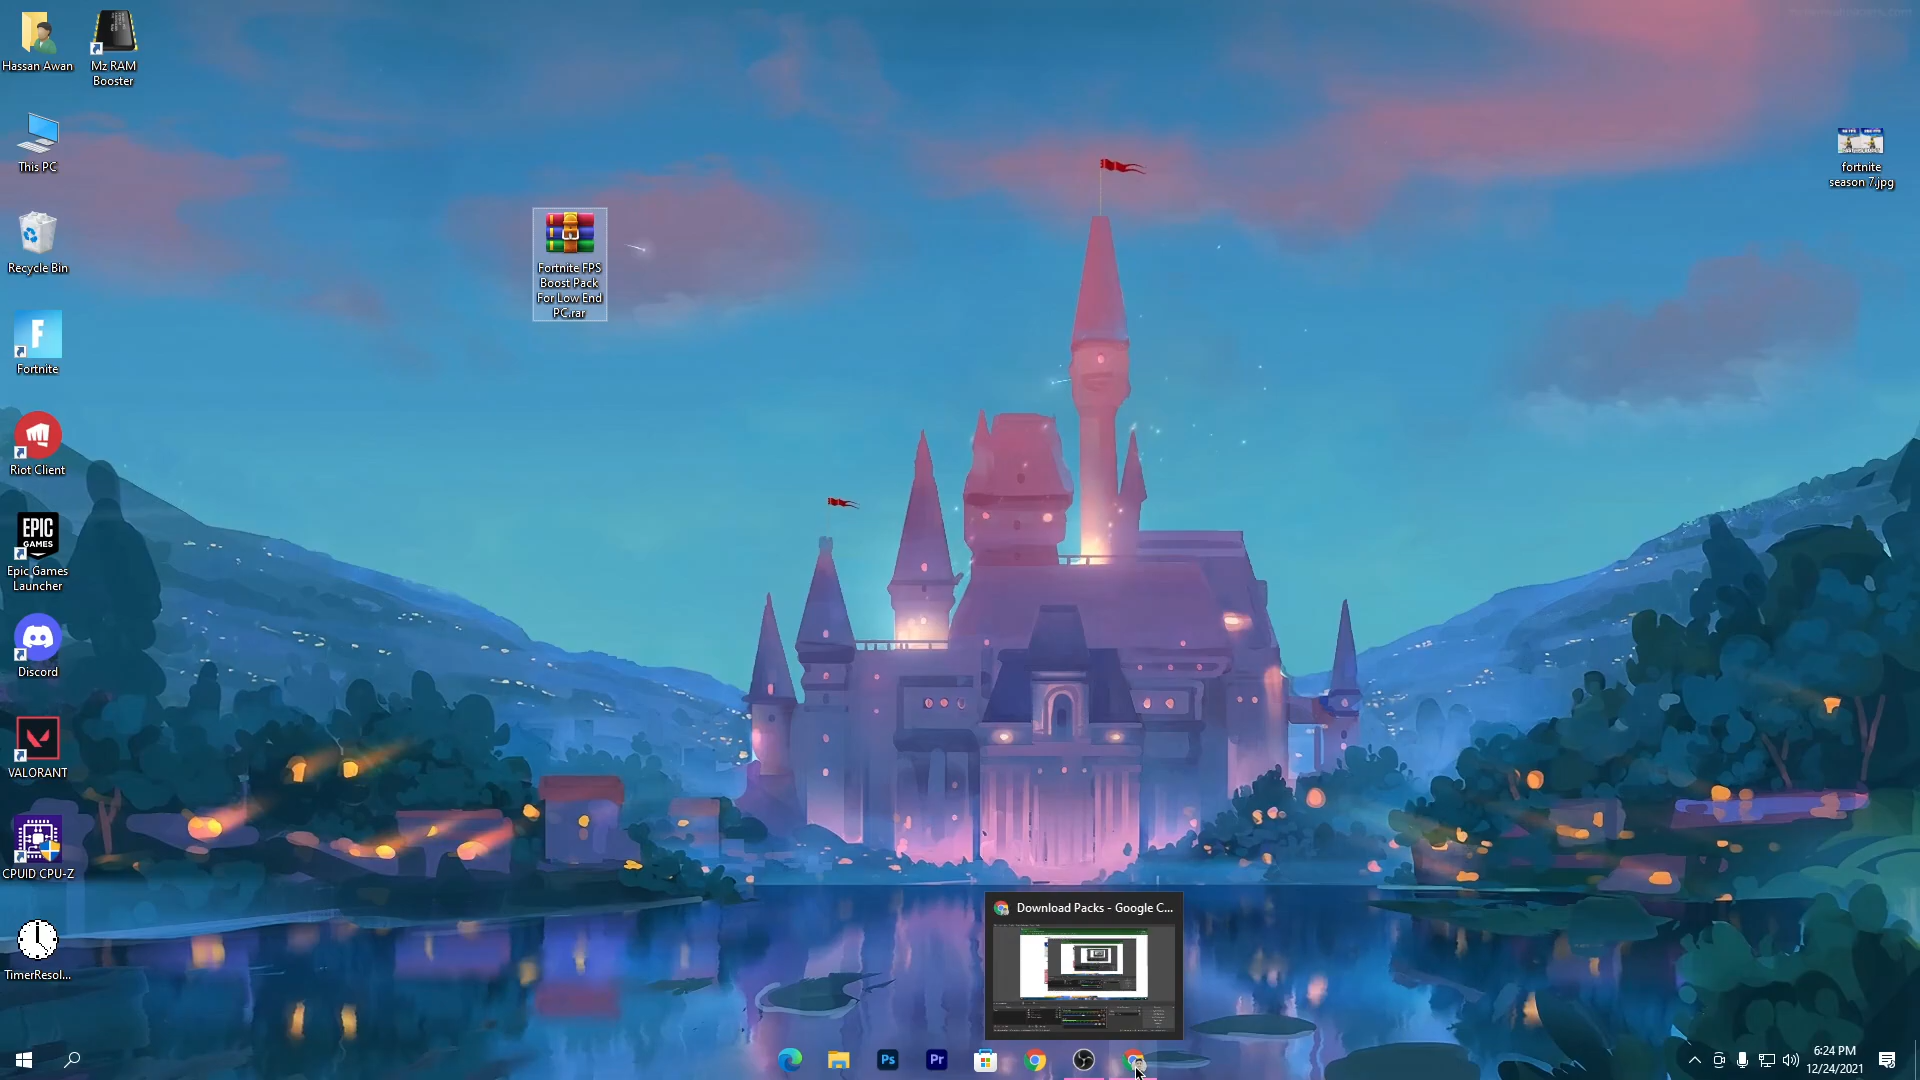 Hassan Awan
Mz RAM
Booster
This PC
Recycle Bin
Fortnite
Riot Client
EPIC
GAMES
Epic Games
Launcher
Discord
VALORANT
CPUID CPU-Z
TimerResol...
Fortnite FPS
Boost Pack
For Low End
PC.rar
fortnite
season 7.jpg
Download Packs - Google C...
Ps
Pr
6:24 PM
12/24/2021